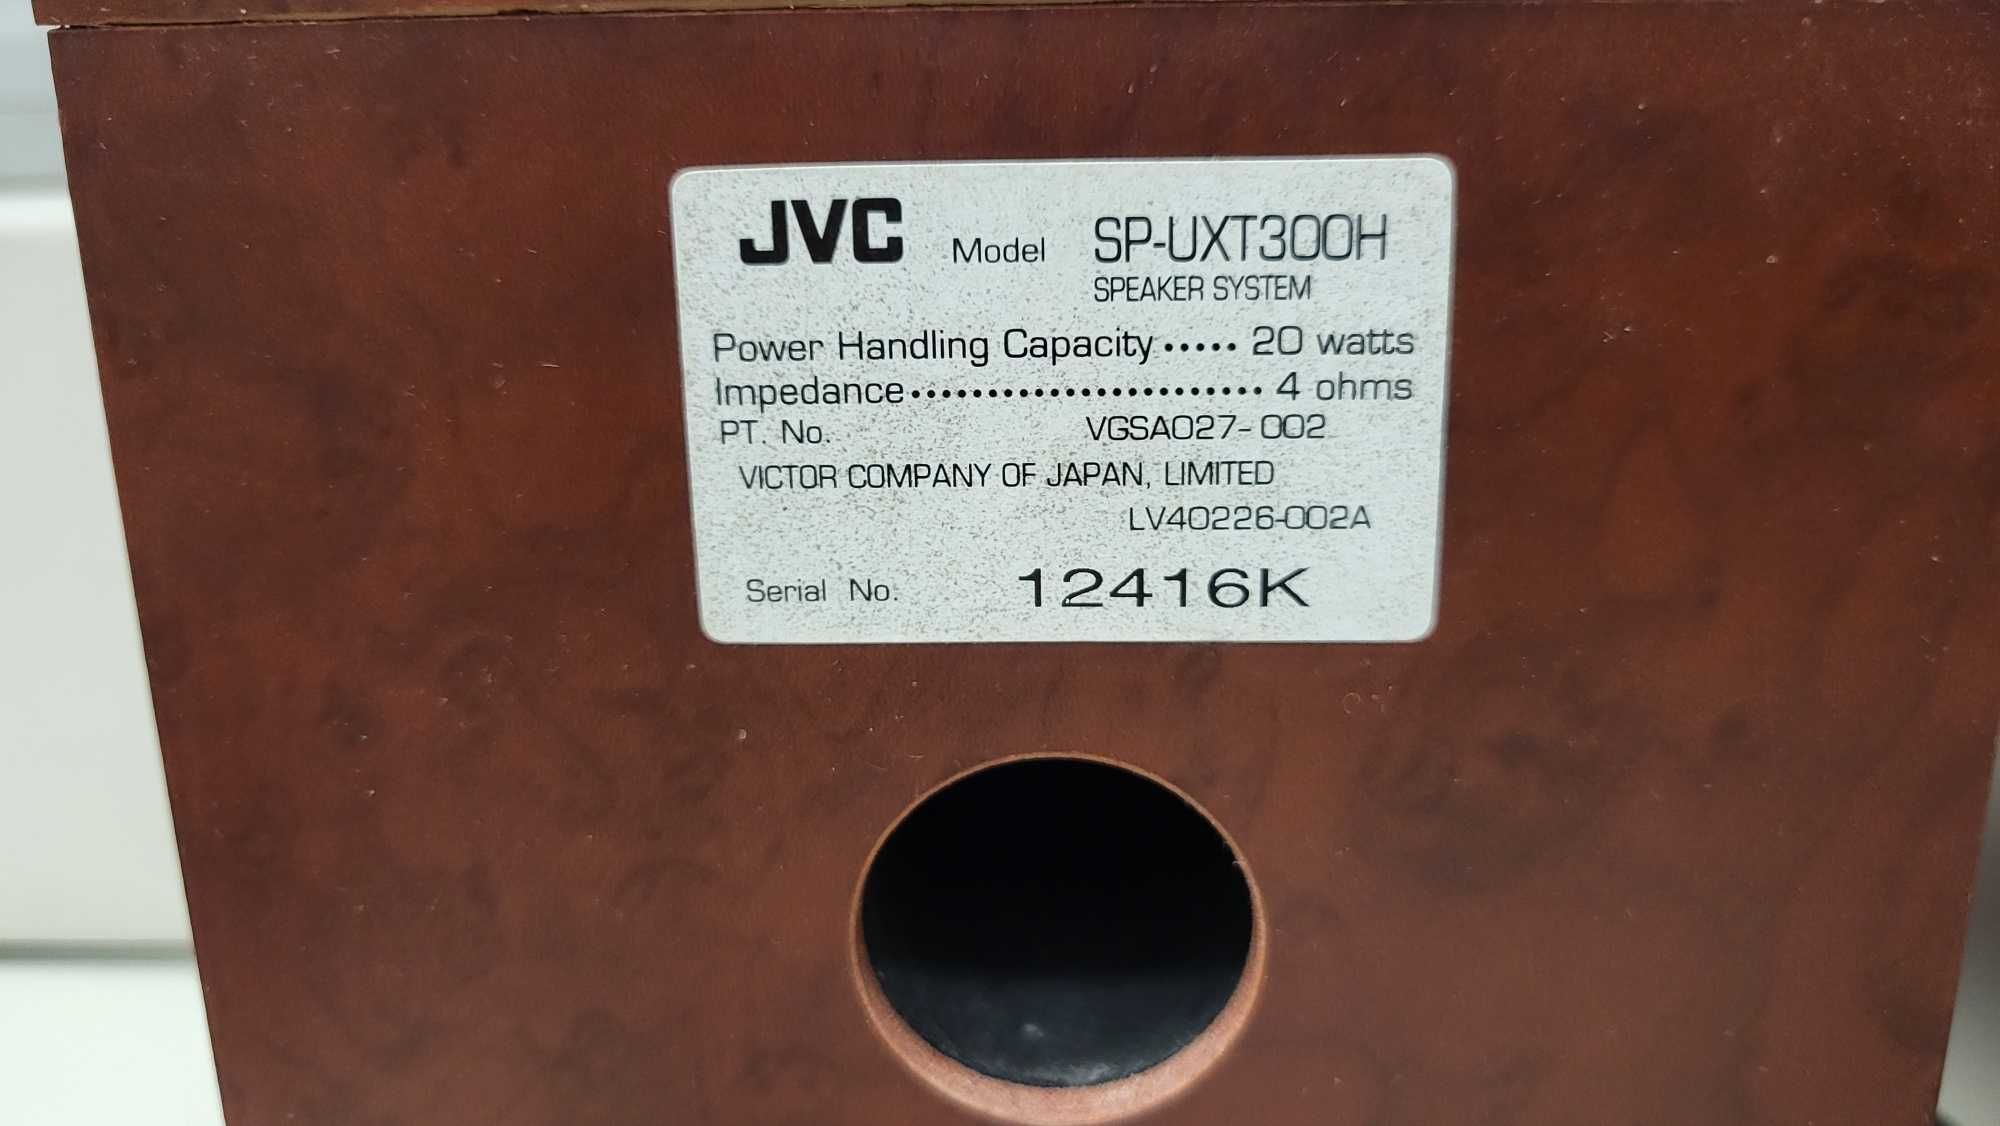 JVC Model SP-UXT300H
SPEAKER SYSTEM
Power Handling Capacity ····· 20 watts
Impedance······················· 4 ohms
PT. No. VGSA027-002
VICTOR COMPANY OF JAPAN, LIMITED
LV40226-002A
Serial No. 12416K